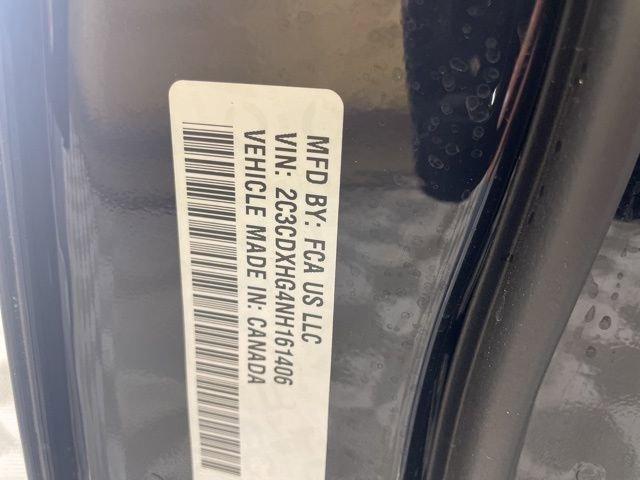 MFD BY: FCA US LLC
VIN: 2C3CDXHG4NH161406
VEHICLE MADE IN: CANADA